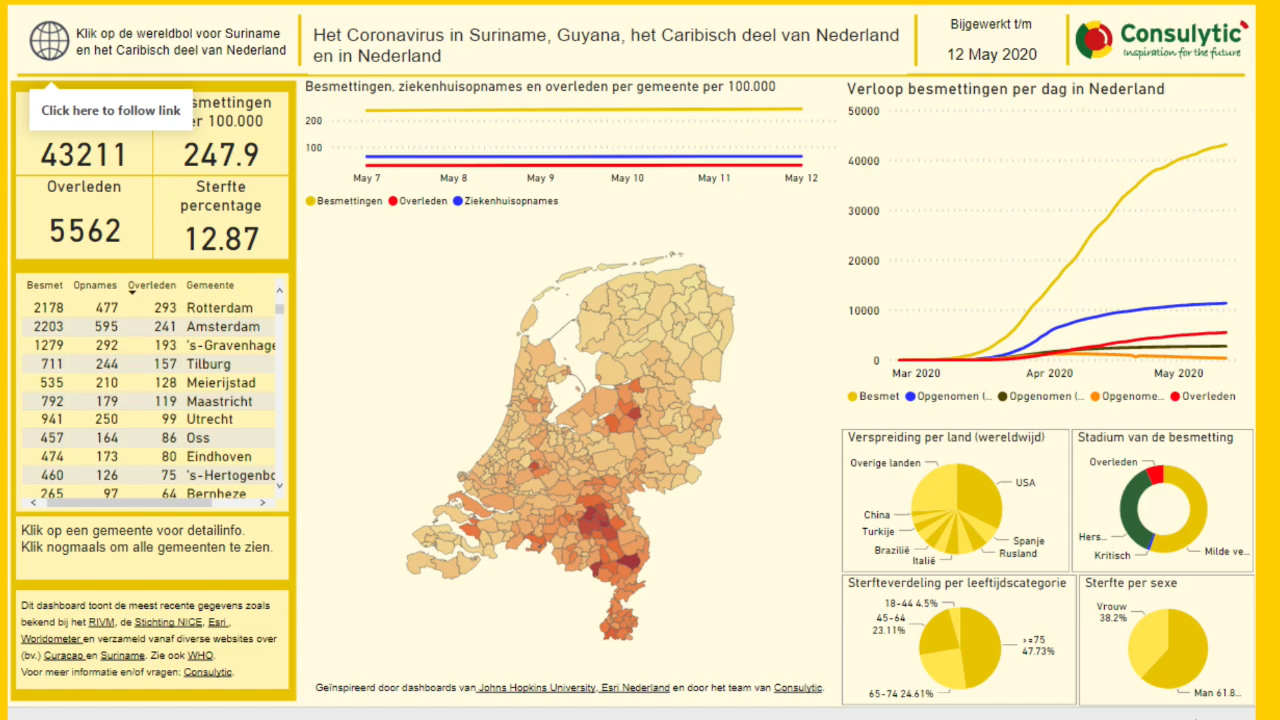 Klik op de wereldbol voor Suriname
en het Caribisch deel van Nederland
Het Coronavirus in Suriname, Guyana, het Caribisch deel van Nederland
en in Nederland
Bijgewerkt t/m
12 May 2020
Consulytic
Inspiration for the future
Click here to follow link
smettingen
er 100.000
43211
247.9
Overleden
Sterfte
percentage
5562
12.87
Besmet Opnames Overleden Gemeente
2178 477 293 Rotterdam
2203 595 241 Amsterdam
1279 292 193 's-Gravenhage
711 244 157 Tilburg
535 210 128 Meierijstad
792 179 119 Maastricht
941 250 99 Utrecht
457 164 86 Oss
474 173 80 Eindhoven
460 126 75 's-Hertogenbo
265 97 64 Bernheze
Klik op een gemeente voor detailinfo.
Klik nogmaals om alle gemeenten te zien.
Dit dashboard toont de meest recente gegevens zoals
bekend bij het RIVM, de Stichting NICE, Esri,
Worldometer en verzameld vanaf diverse websites over
(bv.) Curacao en Suriname. Zie ook WHO.
Voor meer informatie en/of vragen: Consulytic.
Besmettingen, ziekenhuisopnames en overleden per gemeente per 100.000
200
100
May 7 May 8 May 9 May 10 May 11 May 12
Besmettingen Overleden Ziekenhuisopnames
Geïnspireerd door dashboards van Johns Hopkins University, Esri Nederland en door het team van Consulytic.
Verloop besmettingen per dag in Nederland
50000
40000
30000
20000
10000
0
Mar 2020 Apr 2020 May 2020
Besmet Opgenomen (... Opgenomen (... Opgenome... Overleden
Verspreiding per land (wereldwijd)
Overige landen
USA
China
Turkije
Brazilië
Italië
Spanje
Rusland
Stadium van de besmetting
Overleden
Hers...
Kritisch
Milde ve...
Sterfteverdeling per leeftijdscategorie
18-44 4.5%
45-64
23.11%
>=75
47.73%
65-74 24.61%
Sterfte per sexe
Vrouw
38.2%
Man 61.8...